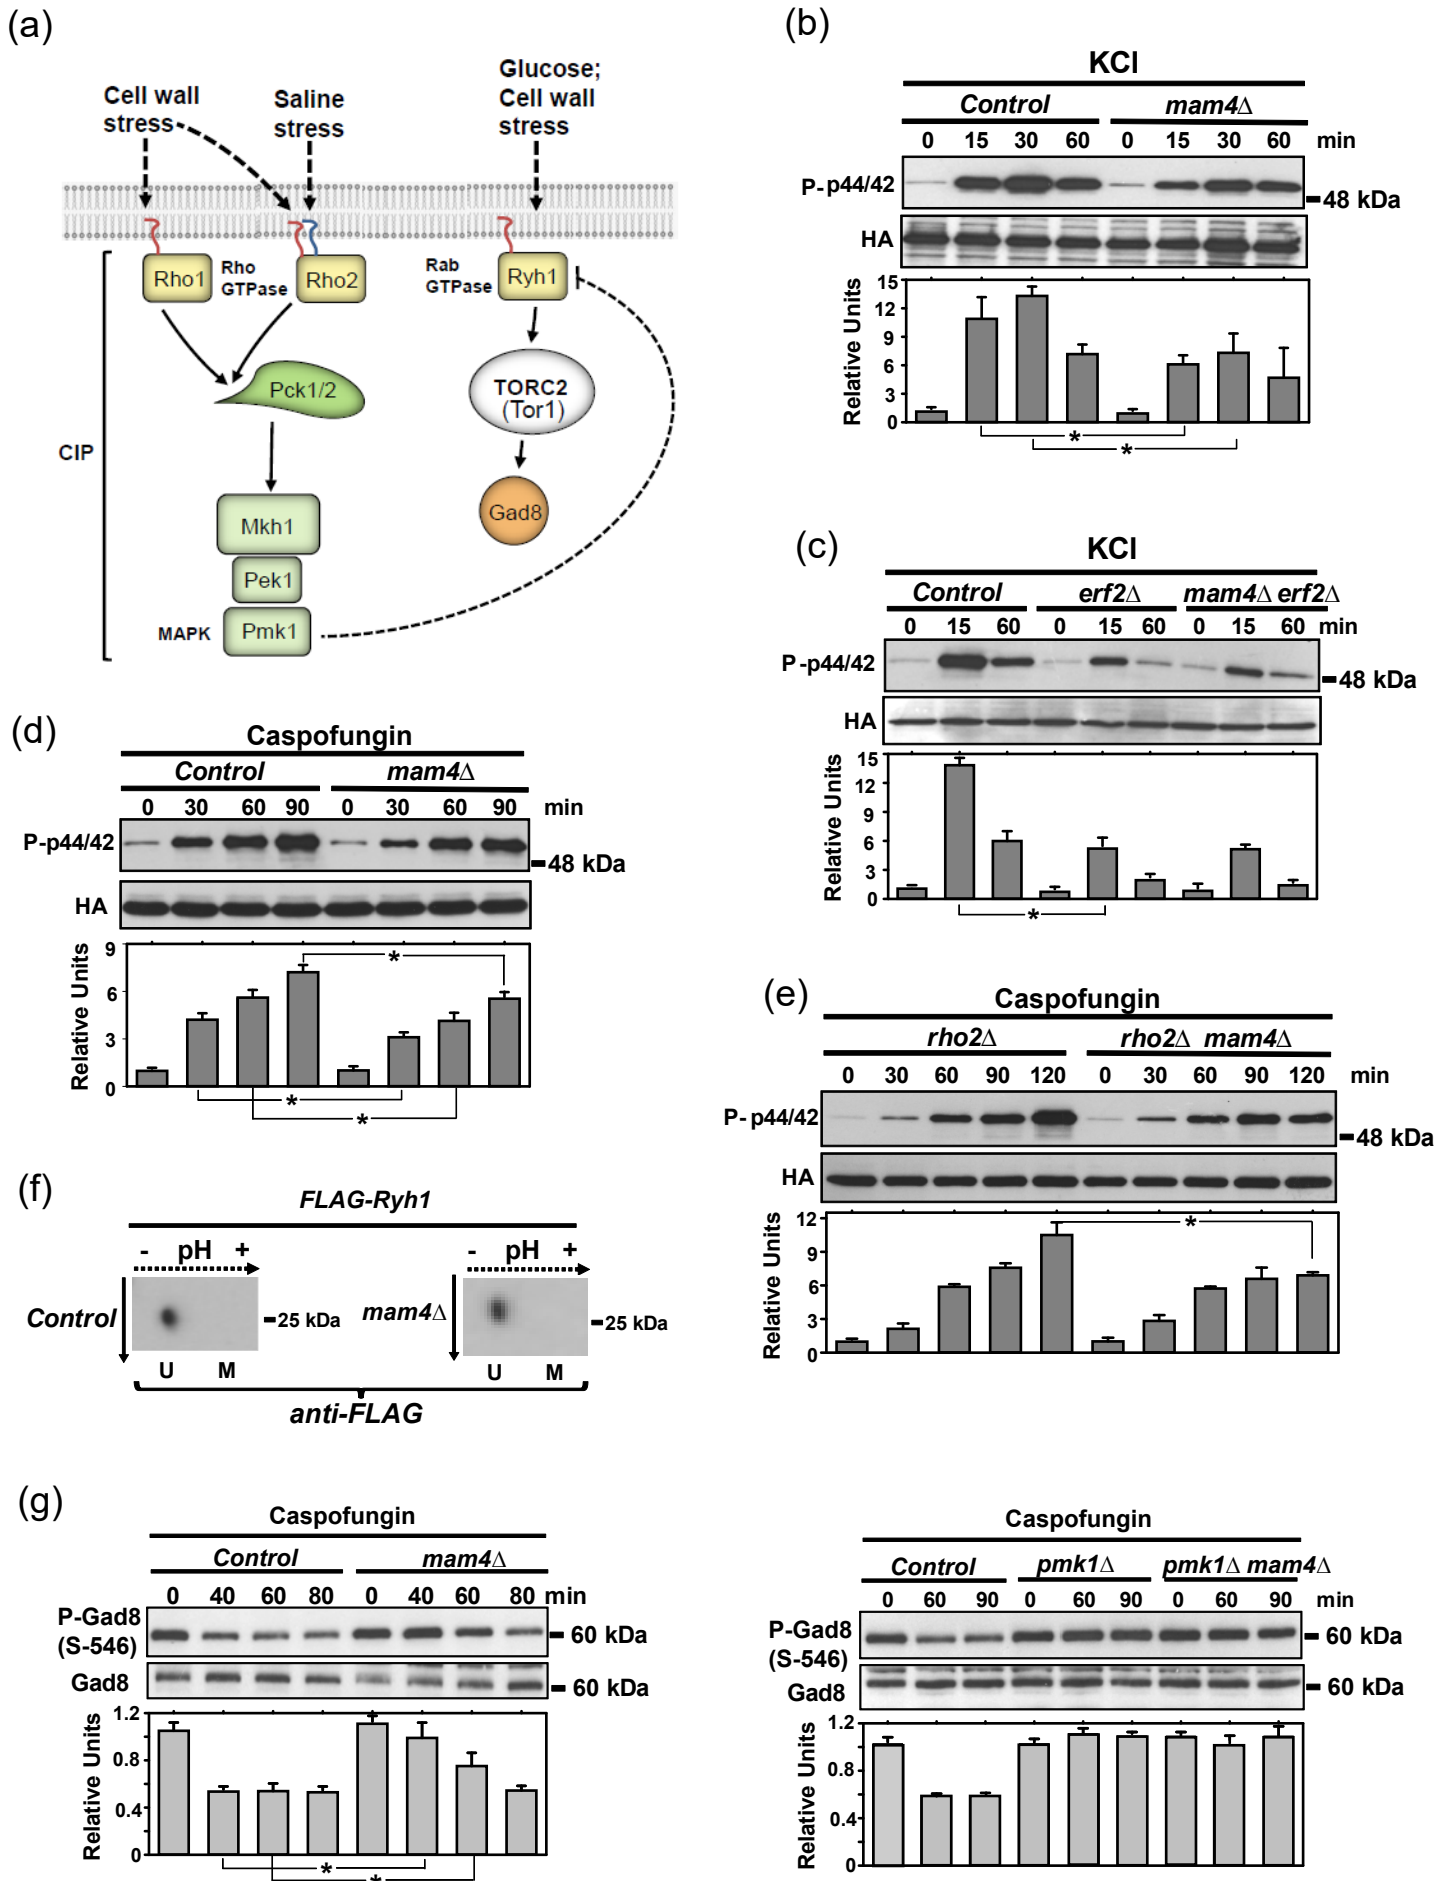 (a)
Cell wall
stress
Saline
stress
Glucose;
Cell wall
stress
Rho1
Rho
GTPase
Rho2
Rab
GTPase
Ryh1
Pck1/2
TORC2
(Tor1)
CIP
Gad8
Mkh1
Pek1
MAPK
Pmk1
(b)
KCl
Control mam4Δ
0 15 30 60 0 15 30 60 min
P-p44/42
48 kDa
HA
Relative Units
15
12
9
6
3
0
*
*
(c)
KCl
Control erf2Δ mam4Δ erf2Δ
0 15 60 0 15 60 0 15 60 min
P-p44/42
48 kDa
HA
Relative Units
15
12
9
6
3
0
*
(d)
Caspofungin
Control mam4Δ
0 30 60 90 0 30 60 90 min
P-p44/42
48 kDa
HA
Relative Units
9
6
3
0
*
*
*
(e)
Caspofungin
rho2Δ rho2Δ mam4Δ
0 30 60 90 120 0 30 60 90 120 min
P-p44/42
48 kDa
HA
Relative Units
12
9
6
3
0
*
(f)
FLAG-Ryh1
- pH +
- pH +
Control
25 kDa
mam4Δ
25 kDa
U M
U M
anti-FLAG
(g)
Caspofungin
Control mam4Δ
0 40 60 80 0 40 60 80 min
P-Gad8
(S-546)
60 kDa
Gad8
60 kDa
Relative Units
1.2
0.8
0.4
0
*
*
Caspofungin
Control pmk1Δ pmk1Δ mam4Δ
0 60 90 0 60 90 0 60 90 min
P-Gad8
(S-546)
60 kDa
Gad8
60 kDa
Relative Units
1.2
0.8
0.4
0